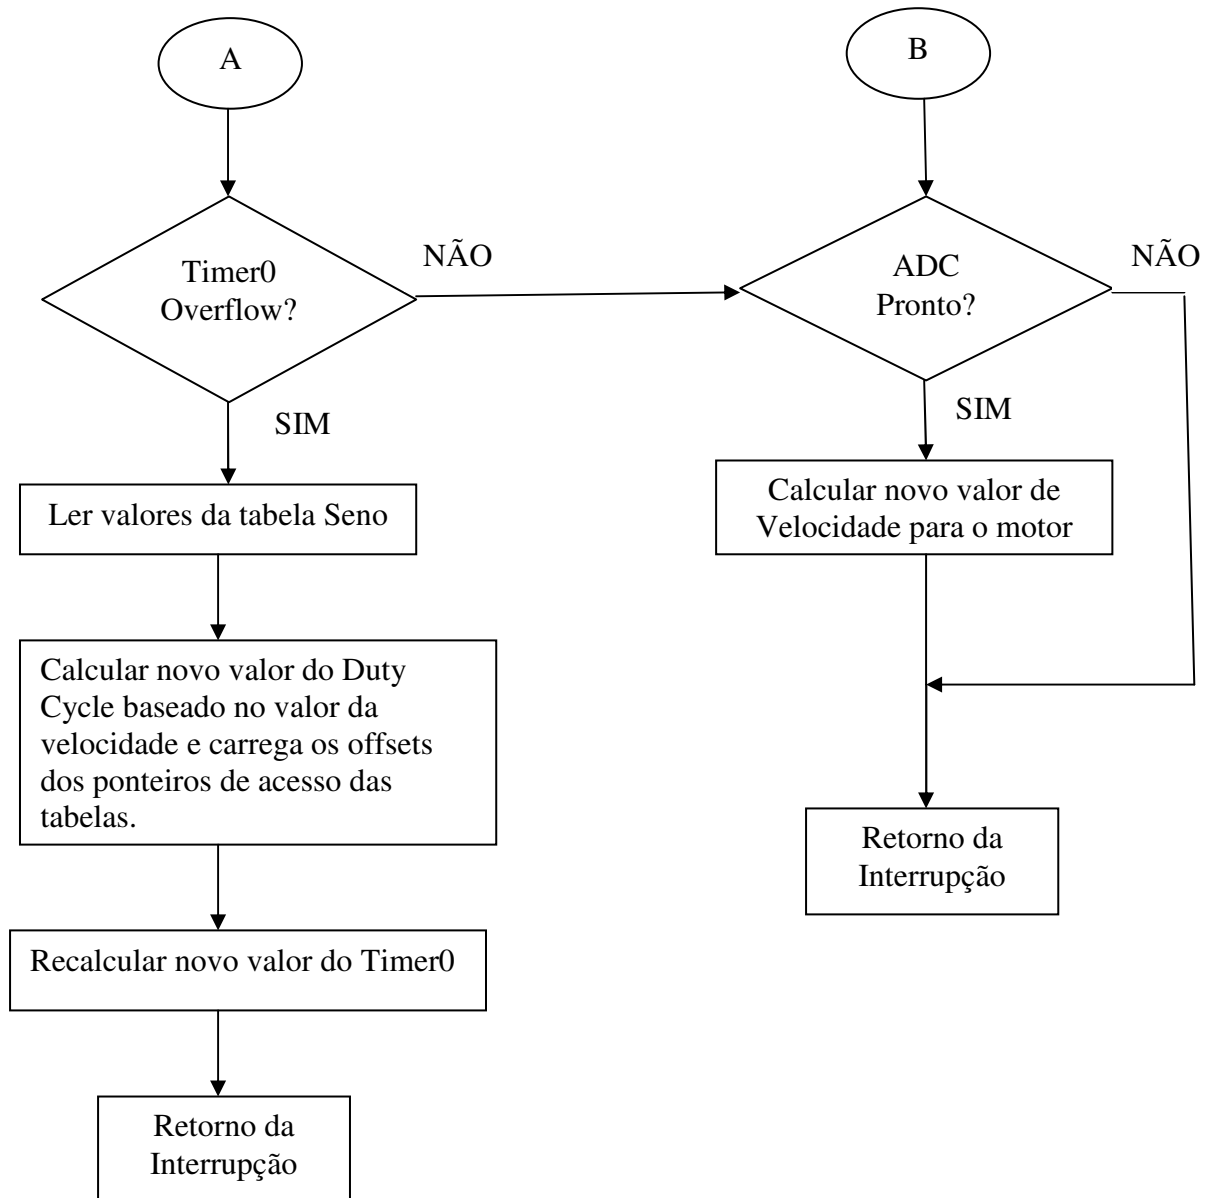 A
Timer0
Overflow?
NÃO
SIM
Ler valores da tabela Seno
Calcular novo valor do Duty
Cycle baseado no valor da
velocidade e carrega os offsets
dos ponteiros de acesso das
tabelas.
Recalcular novo valor do Timer0
Retorno da
Interrupção
B
ADC
Pronto?
NÃO
SIM
Calcular novo valor de
Velocidade para o motor
Retorno da
Interrupção